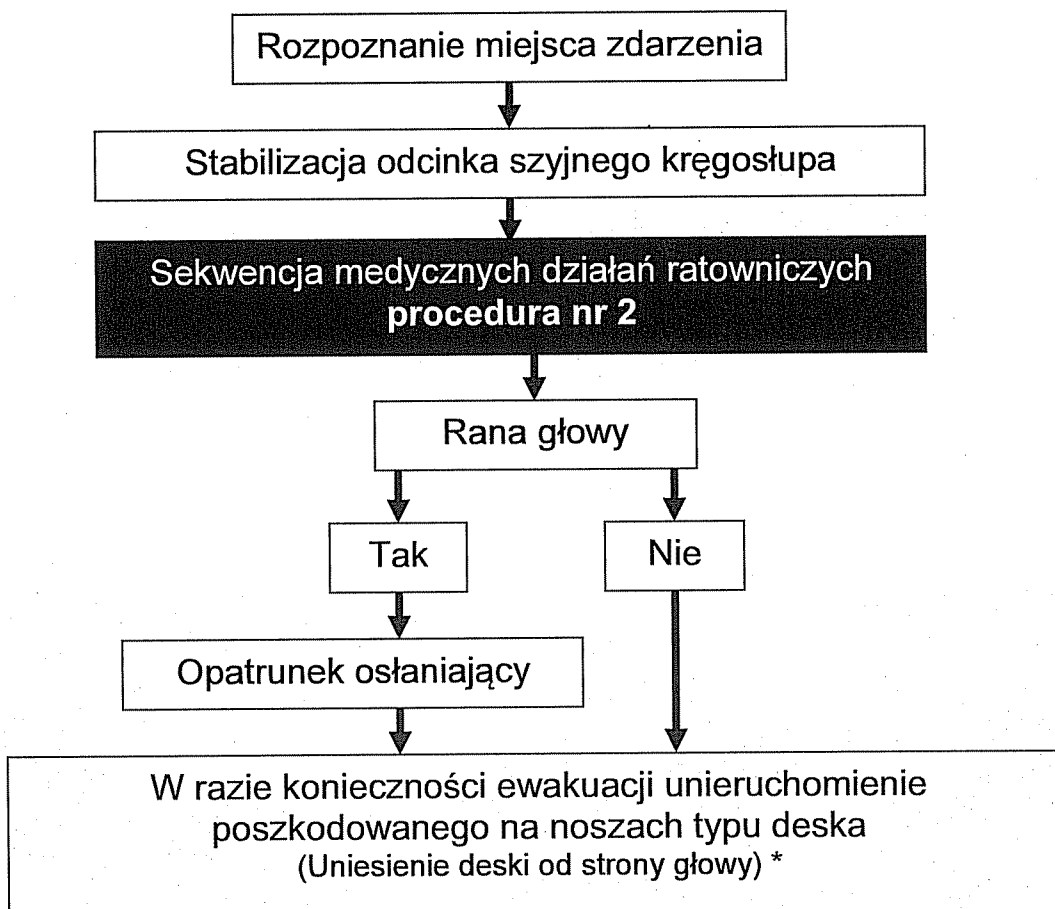 Rozpoznanie miejsca zdarzenia
Stabilizacja odcinka szyjnego kręgosłupa
Sekwencja medycznych działań ratowniczych
procedura nr 2
Rana głowy
Tak
Nie
Opatrunek osłaniający
W razie konieczności ewakuacji unieruchomienie
poszkodowanego na noszach typu deska
(Uniesienie deski od strony głowy) *